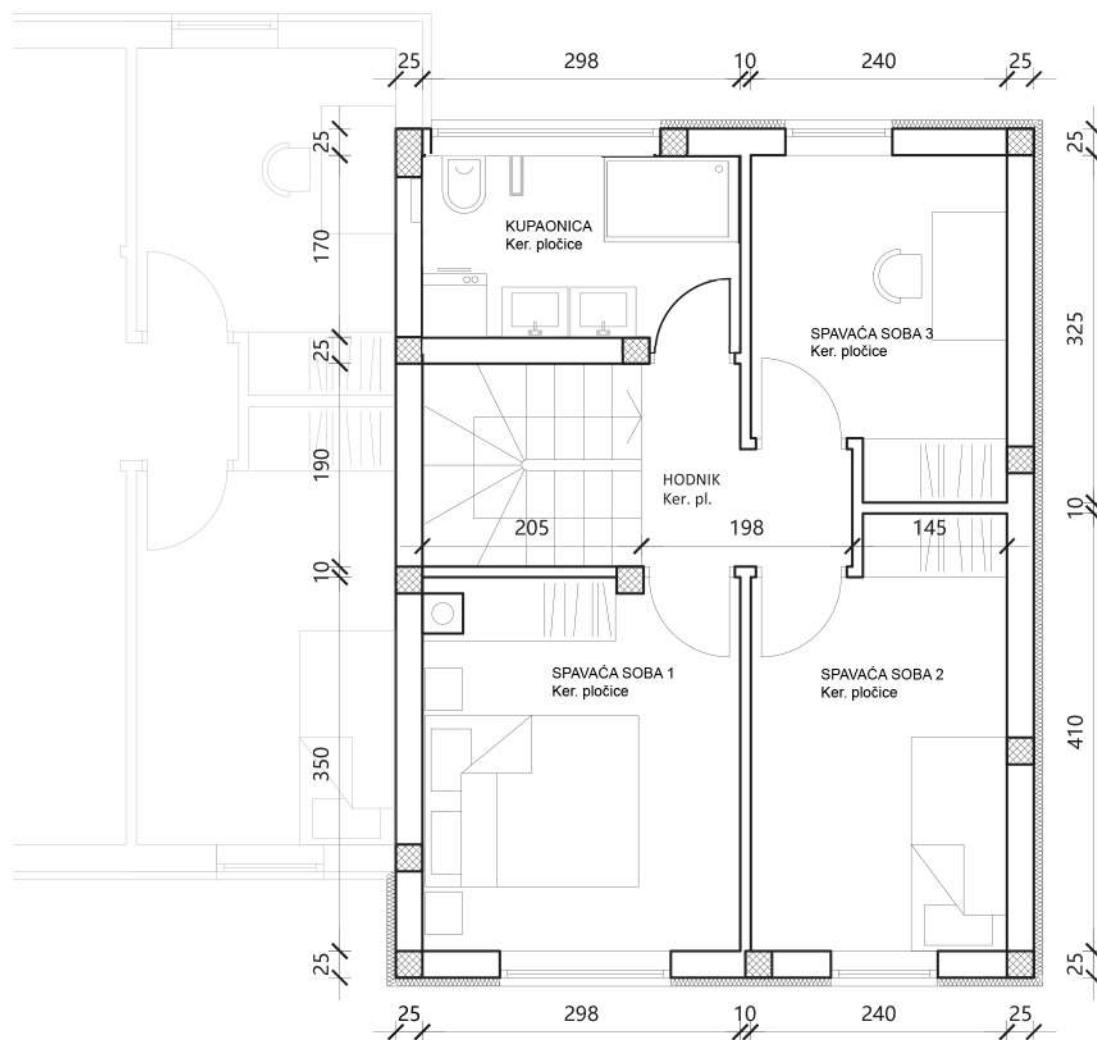 25 298 10 240 25
25
25
170
KUPAONICA
Ker. pločice
SPAVAĆA SOBA 3
Ker. pločice
325
25
190
HODNIK
Ker. pl.
205 198 145
10
10
SPAVAĆA SOBA 1
Ker. pločice
SPAVAĆA SOBA 2
Ker. pločice
350
410
25
25
25 298 10 240 25